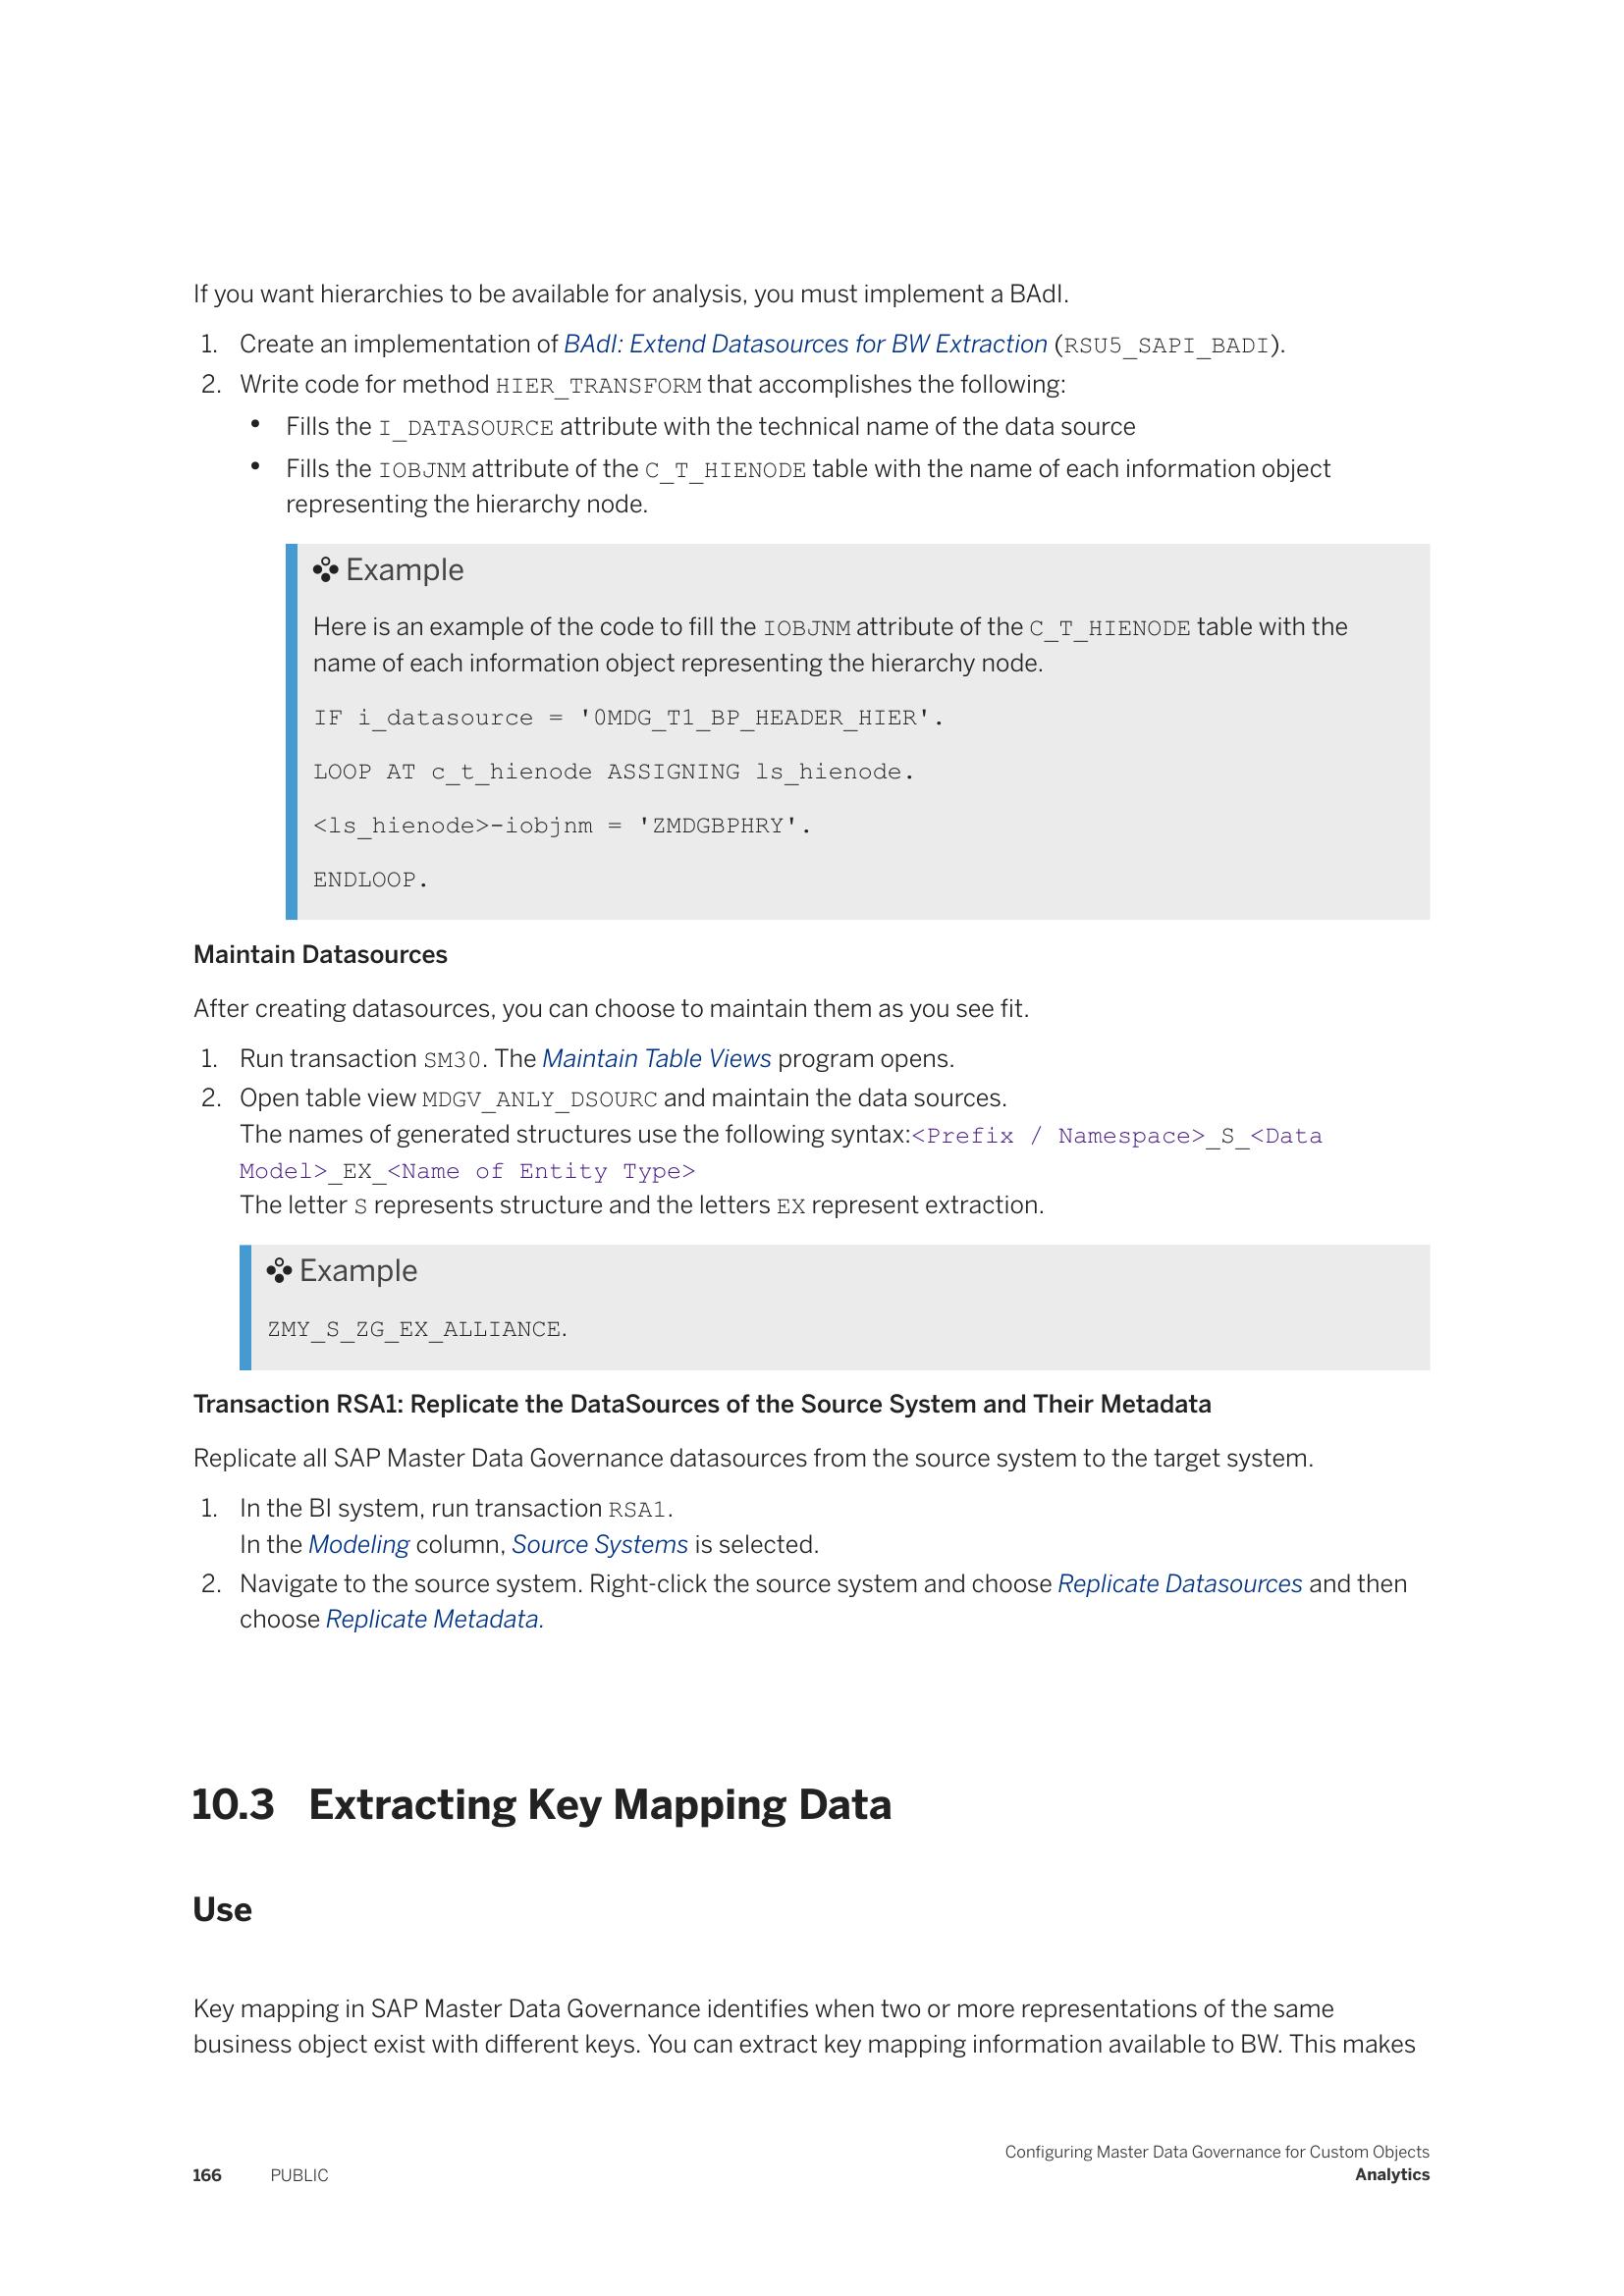 If you want hierarchies to be available for analysis, you must implement a BAdI.
1. Create an implementation of BAdI: Extend Datasources for BW Extraction (RSU5_SAPI_BADI).
2. Write code for method HIER_TRANSFORM that accomplishes the following:
• Fills the I_DATASOURCE attribute with the technical name of the data source
• Fills the IOBJNM attribute of the C_T_HIENODE table with the name of each information object
representing the hierarchy node.
Example
Here is an example of the code to fill the IOBJNM attribute of the C_T_HIENODE table with the
name of each information object representing the hierarchy node.
IF i_datasource = '0MDG_T1_BP_HEADER_HIER'.
LOOP AT c_t_hienode ASSIGNING ls_hienode.
<ls_hienode>-iobjnm = 'ZMDGBPHRY'.
ENDLOOP.
Maintain Datasources
After creating datasources, you can choose to maintain them as you see fit.
1. Run transaction SM30. The Maintain Table Views program opens.
2. Open table view MDGV_ANLY_DSOURC and maintain the data sources.
The names of generated structures use the following syntax:<Prefix / Namespace>_S_<Data
Model>_EX_<Name of Entity Type>
The letter S represents structure and the letters EX represent extraction.
Example
ZMY_S_ZG_EX_ALLIANCE.
Transaction RSA1: Replicate the DataSources of the Source System and Their Metadata
Replicate all SAP Master Data Governance datasources from the source system to the target system.
1. In the BI system, run transaction RSA1.
In the Modeling column, Source Systems is selected.
2. Navigate to the source system. Right-click the source system and choose Replicate Datasources and then
choose Replicate Metadata.
10.3 Extracting Key Mapping Data
Use
Key mapping in SAP Master Data Governance identifies when two or more representations of the same
business object exist with different keys. You can extract key mapping information available to BW. This makes
Configuring Master Data Governance for Custom Objects
166 PUBLIC Analytics